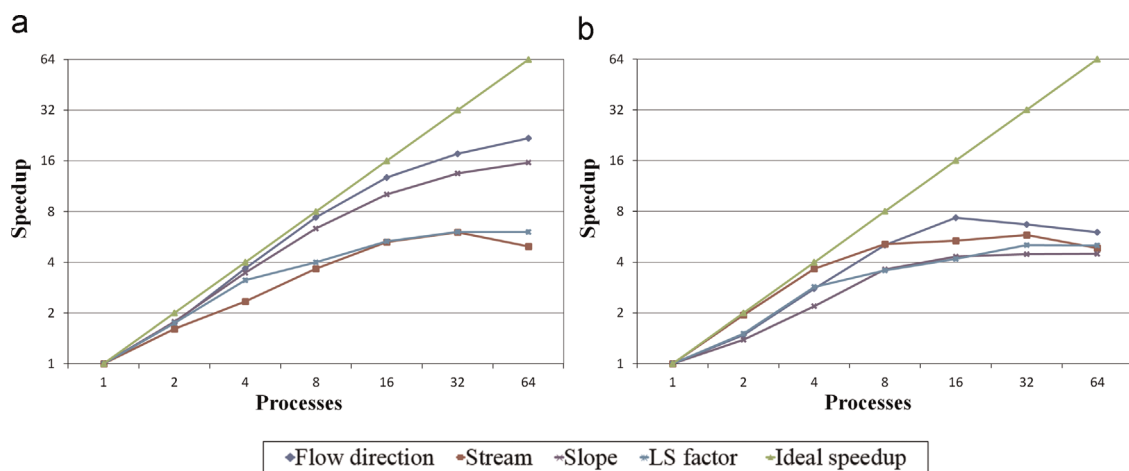 a
64
32
16
8
4
2
1
Speedup
1 2 4 8 16 32 64
Processes
b
64
32
16
8
4
2
1
Speedup
1 2 4 8 16 32 64
Processes
Flow direction Stream Slope LS factor Ideal speedup